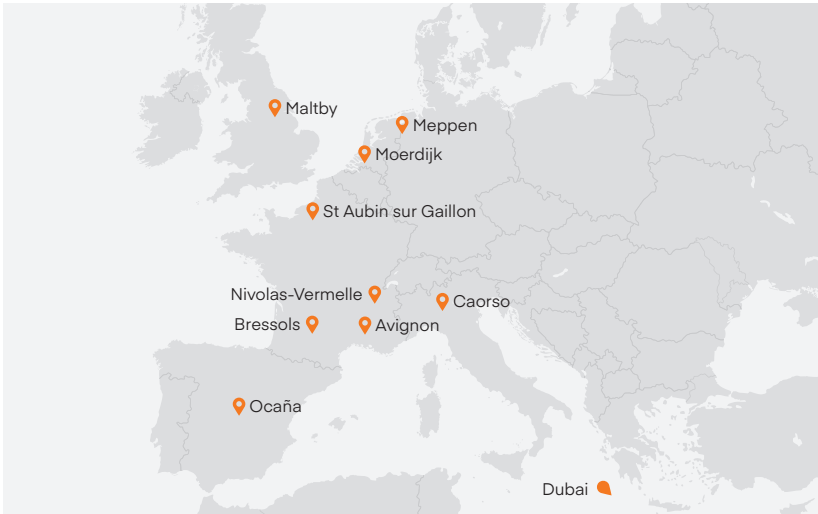 Maltby
Meppen
Moerdijk
St Aubin sur Gaillon
Nivolas-Vermelle
Caorso
Bressols
Avignon
Ocaña
Dubai